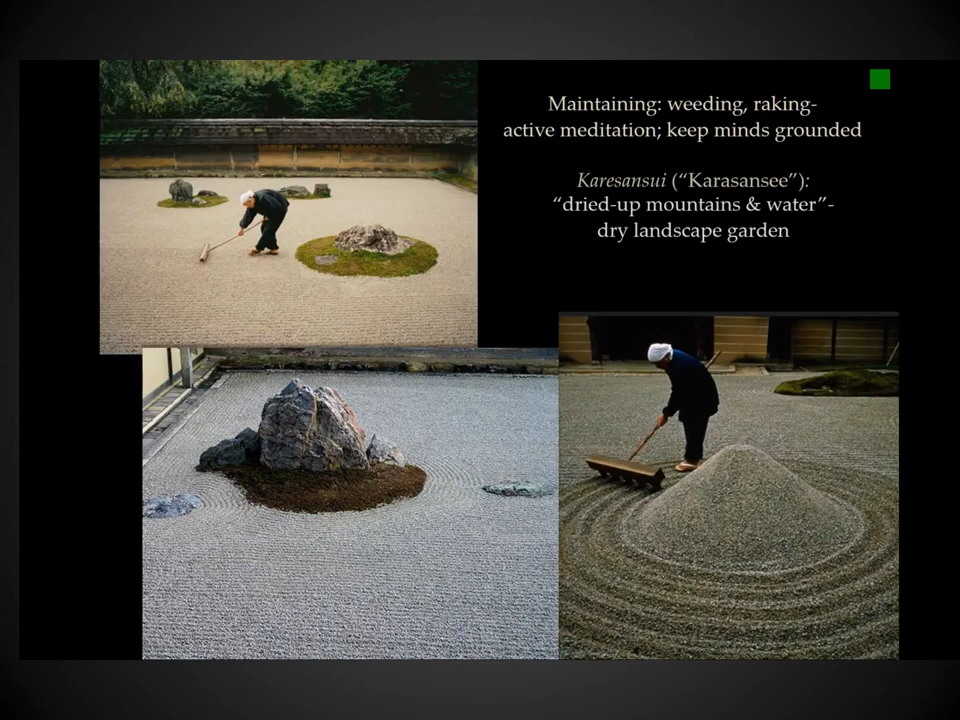 Maintaining: weeding, raking-
active meditation; keep minds grounded
Karesansui (“Karasansee”):
“dried-up mountains & water”-
dry landscape garden